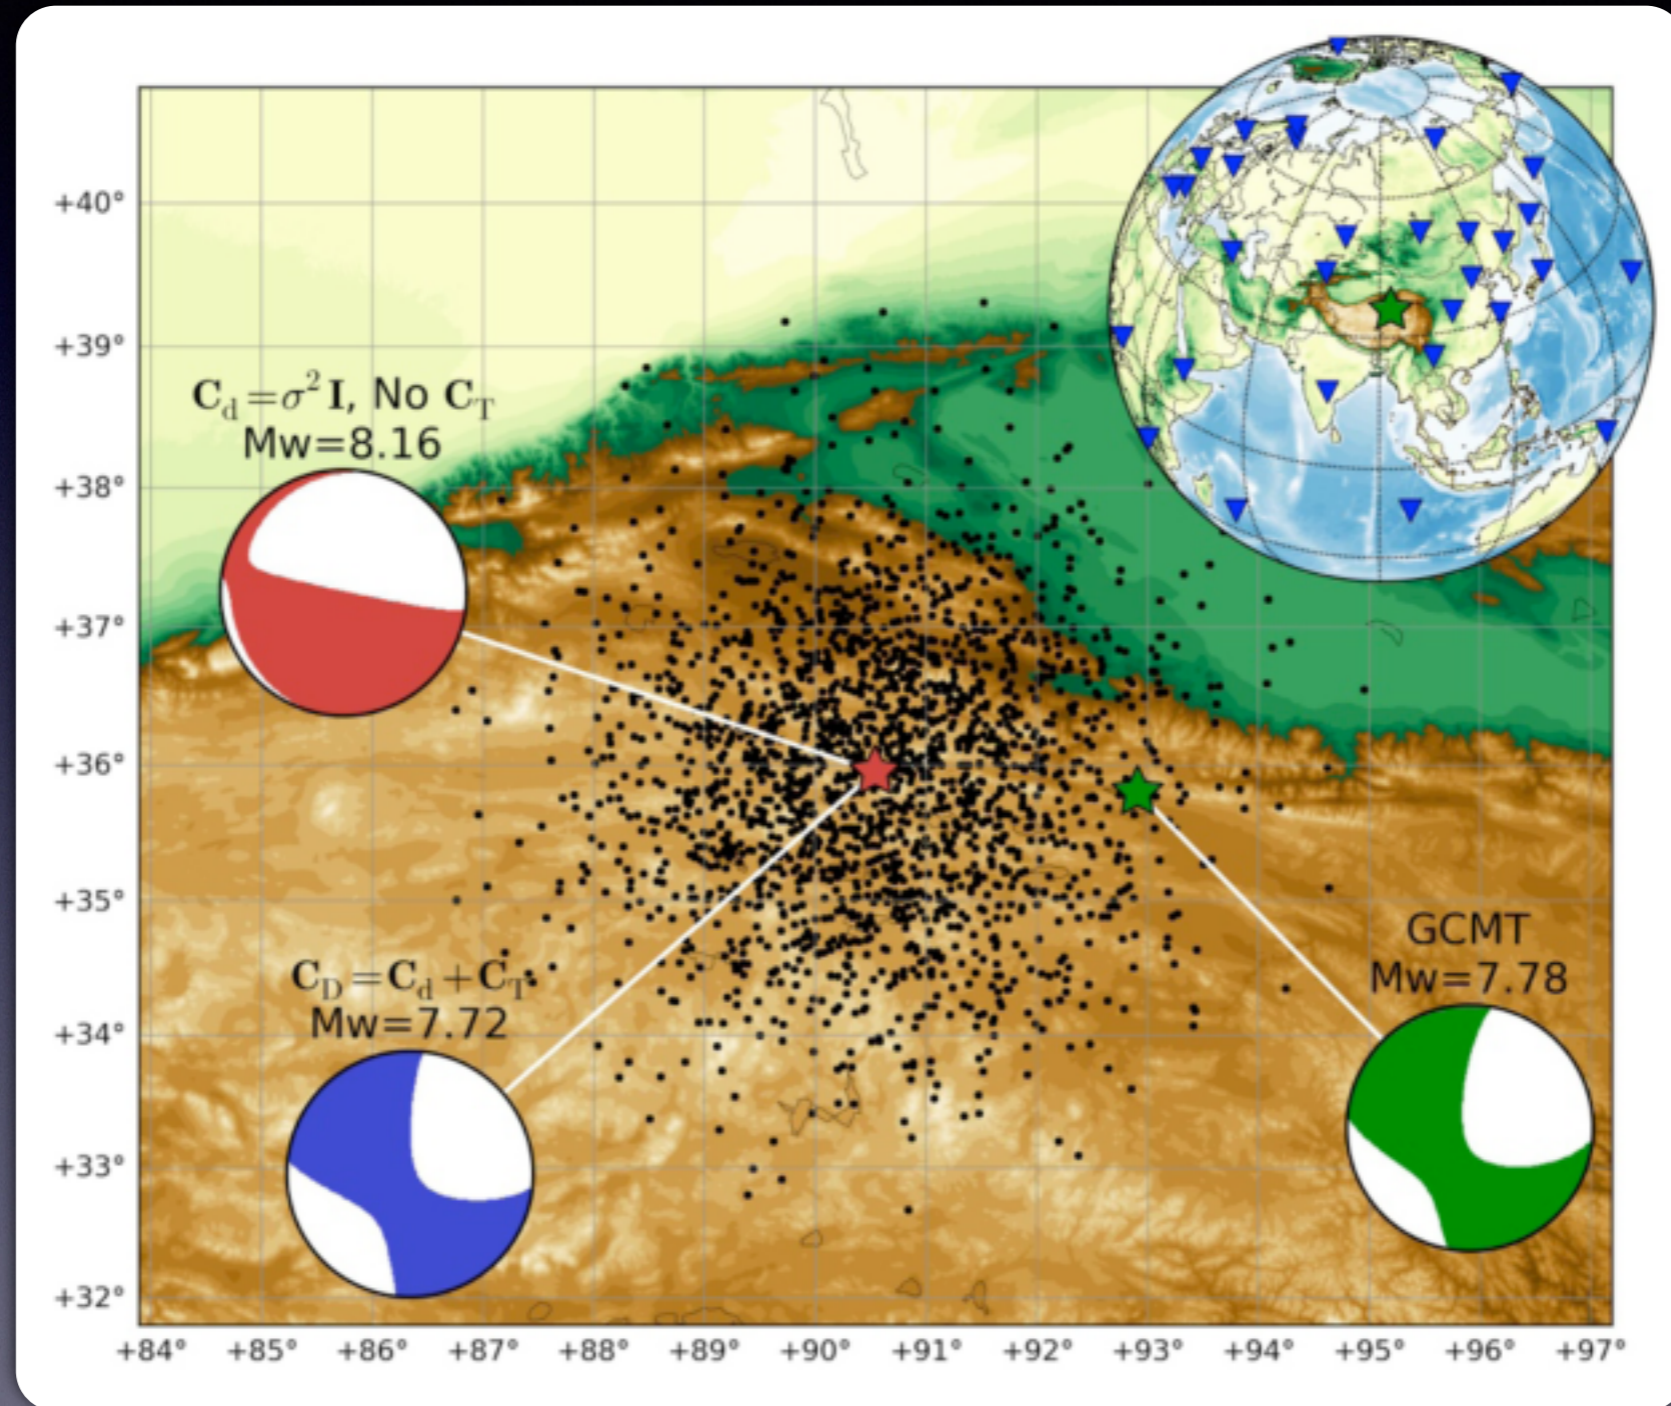 +40°
+39°
+38°
+37°
+36°
+35°
+34°
+33°
+32°
C_d=σ²I, No C_T
Mw=8.16
C_D=C_d+C_T
Mw=7.72
GCMT
Mw=7.78
+84° +85° +86° +87° +88° +89° +90° +91° +92° +93° +94° +95° +96° +97°